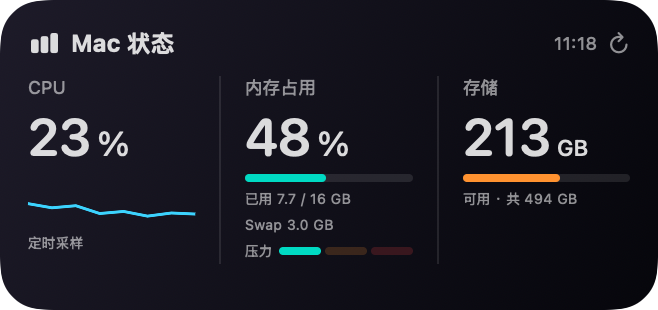 Mac 状态
11:18
CPU
23 %
定时采样
内存占用
48 %
已用 7.7 / 16 GB
Swap 3.0 GB
压力
存储
213 GB
可用 · 共 494 GB